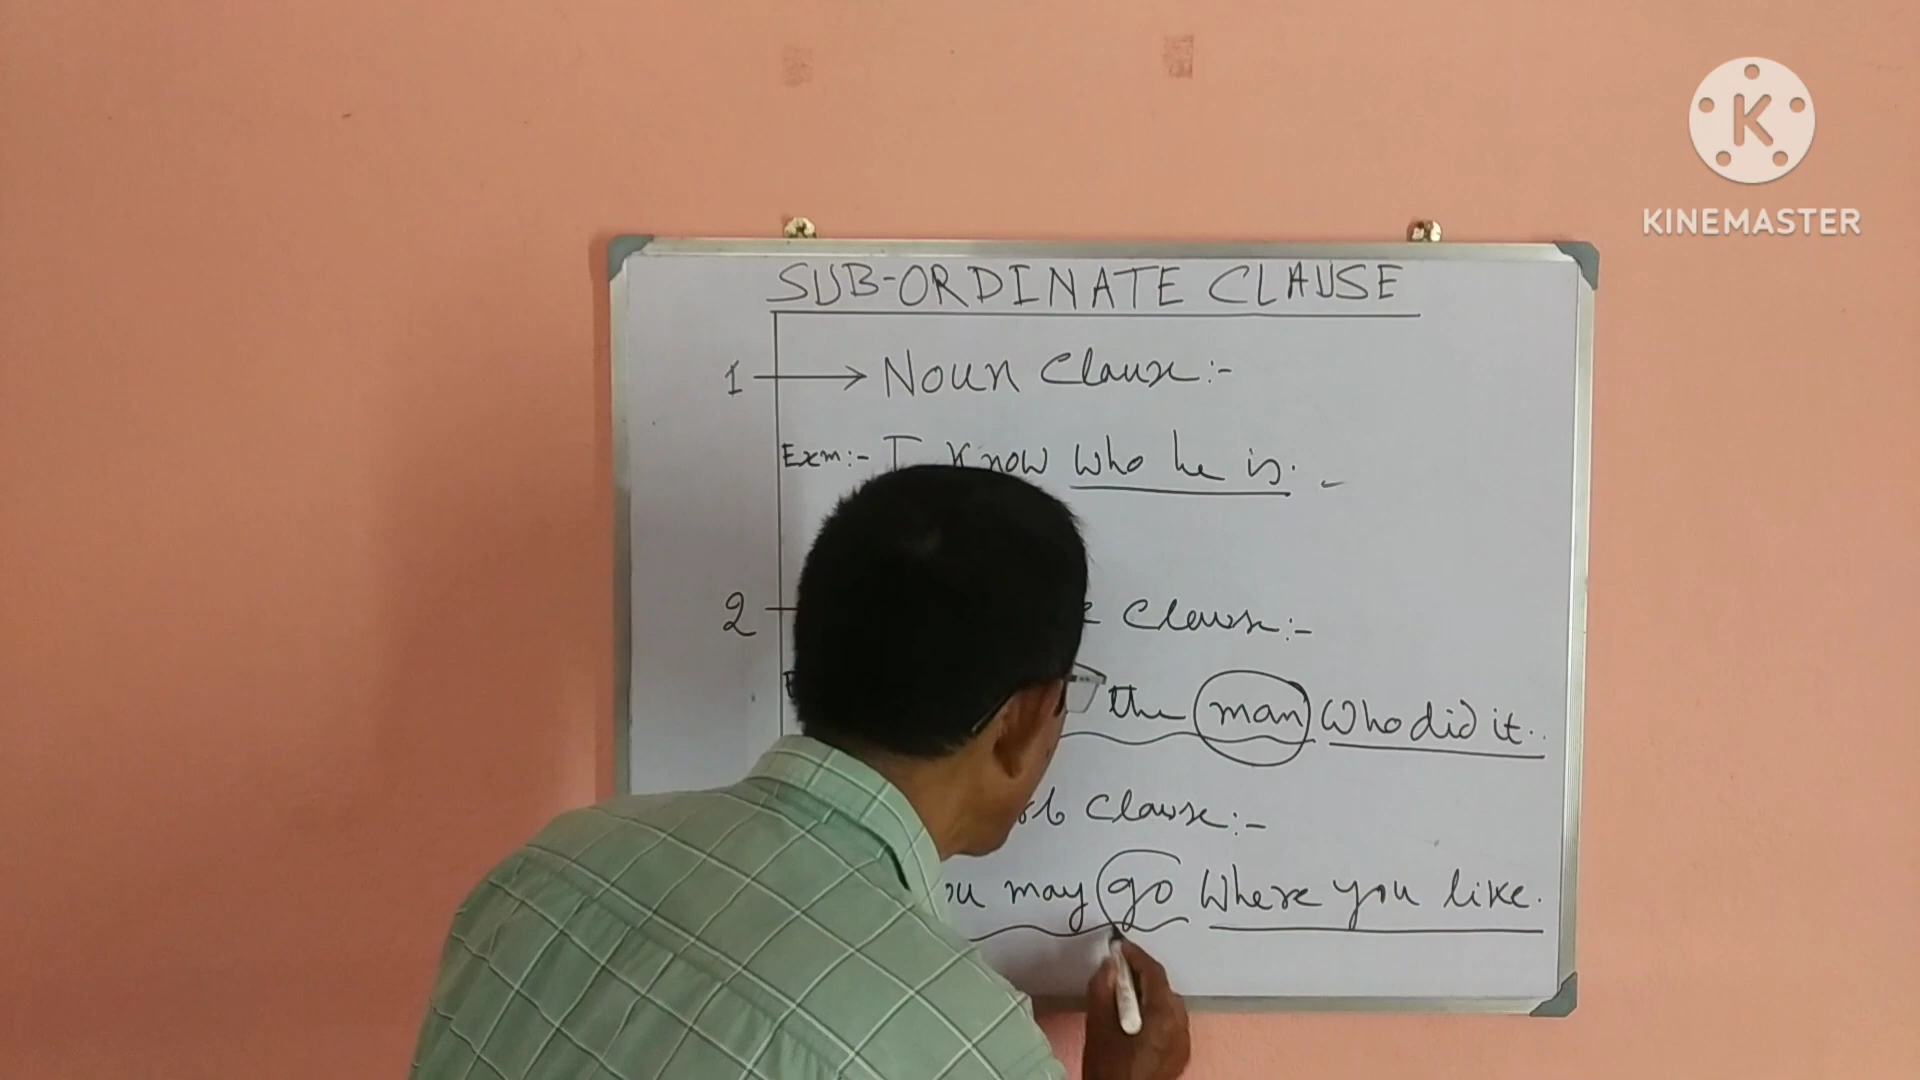 K
KINEMASTER
SUB-ORDINATE CLAUSE
1 → Noun Clause:-
Exm:- I know who he is.
2 Clause:-
the man who did it..
Clause:-
may go where you like.